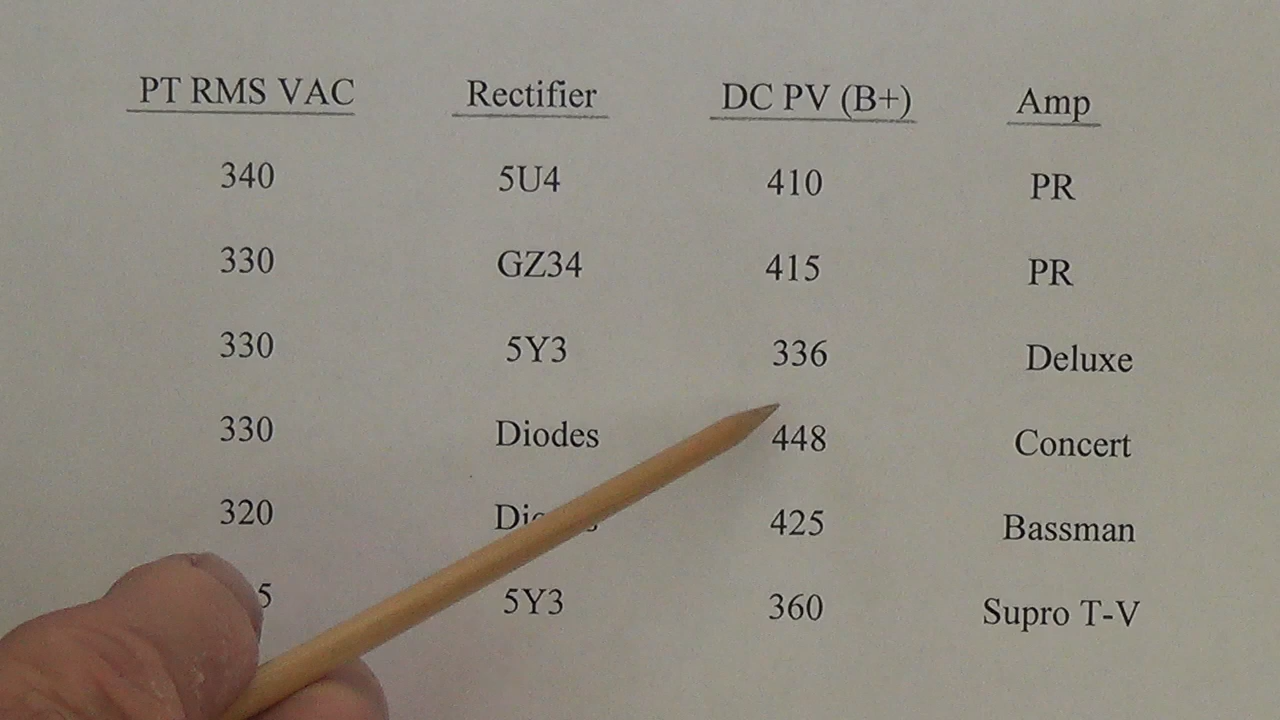 PT RMS VAC Rectifier DC PV (B+) Amp
340 5U4 410 PR
330 GZ34 415 PR
330 5Y3 336 Deluxe
330 Diodes 448 Concert
320 425 Bassman
5Y3 360 Supro T-V